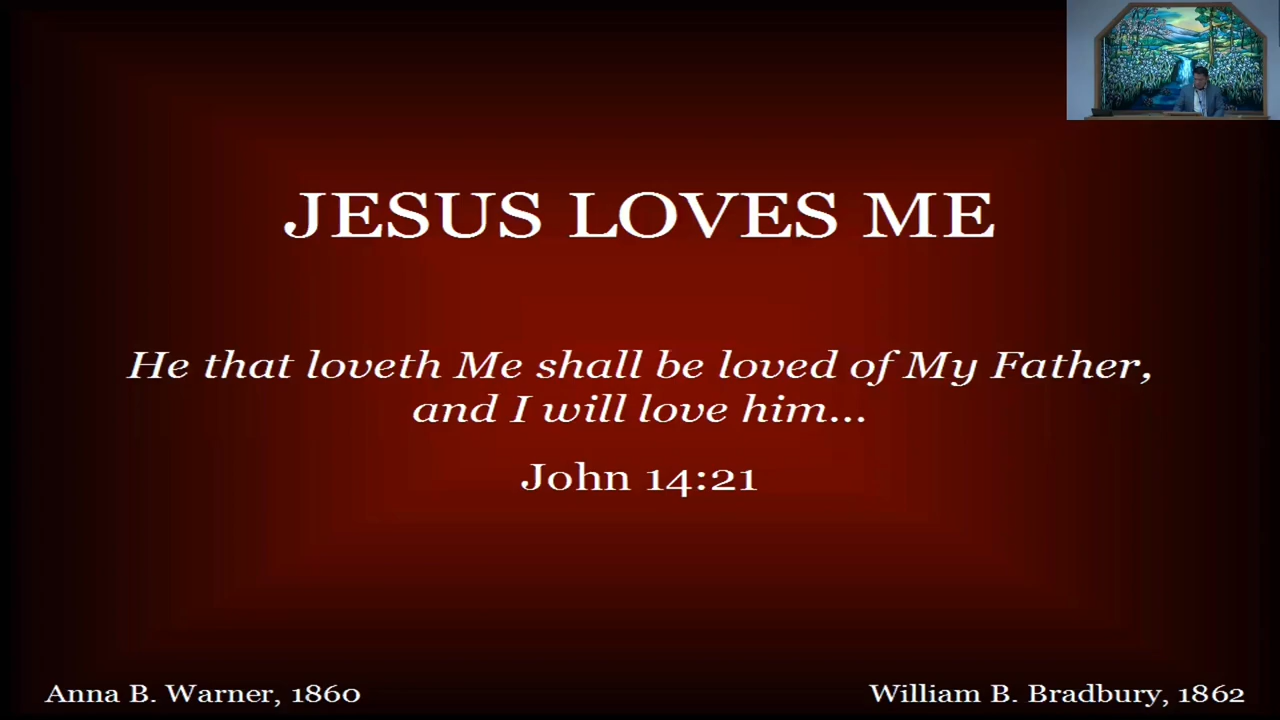 JESUS LOVES ME
He that loveth Me shall be loved of My Father,
and I will love him...
John 14:21
Anna B. Warner, 1860
William B. Bradbury, 1862